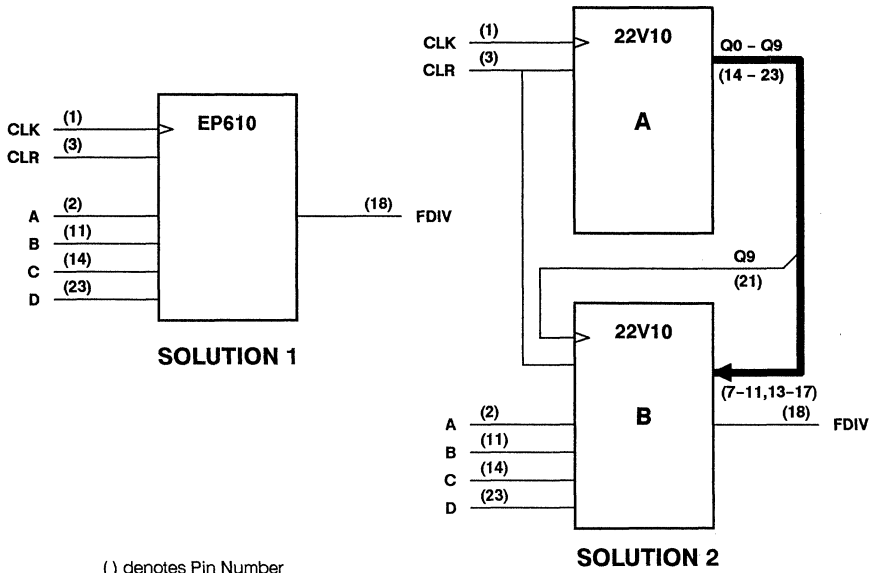 CLK (1)
CLR (3)
EP610
A (2)
B (11)
C (14)
D (23)
(18) FDIV
SOLUTION 1
CLK (1)
CLR (3)
22V10
A
Q0 – Q9
(14 – 23)
Q9
(21)
22V10
B
(7–11,13–17)
A (2)
B (11)
C (14)
D (23)
(18) FDIV
SOLUTION 2
( ) denotes Pin Number